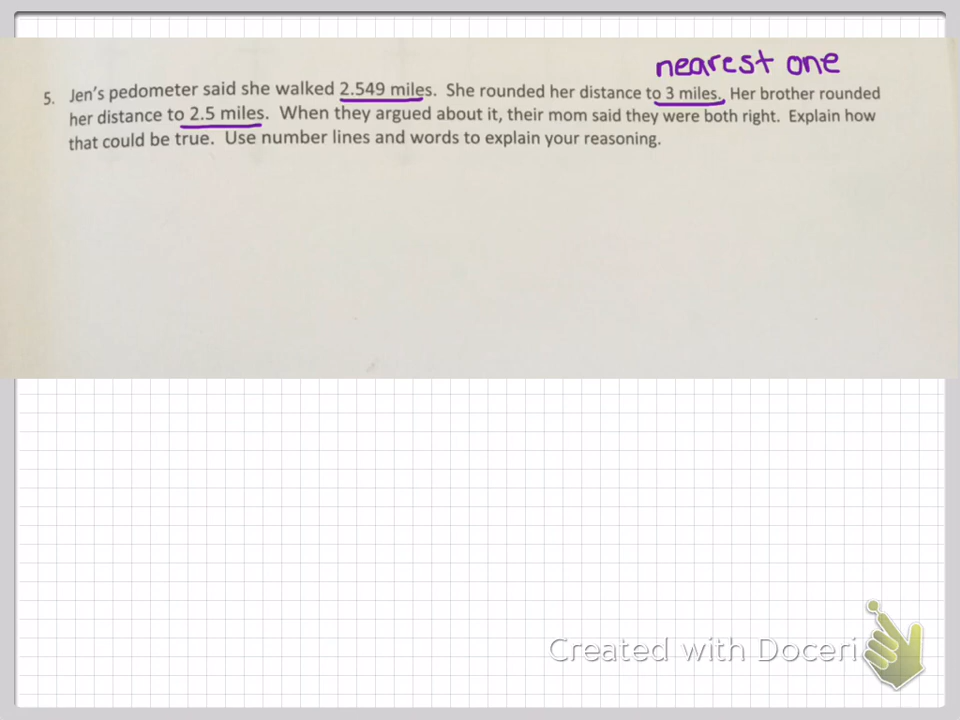 nearest one
5. Jen's pedometer said she walked 2.549 miles. She rounded her distance to 3 miles. Her brother rounded
her distance to 2.5 miles. When they argued about it, their mom said they were both right. Explain how
that could be true. Use number lines and words to explain your reasoning.
Created with Doceri